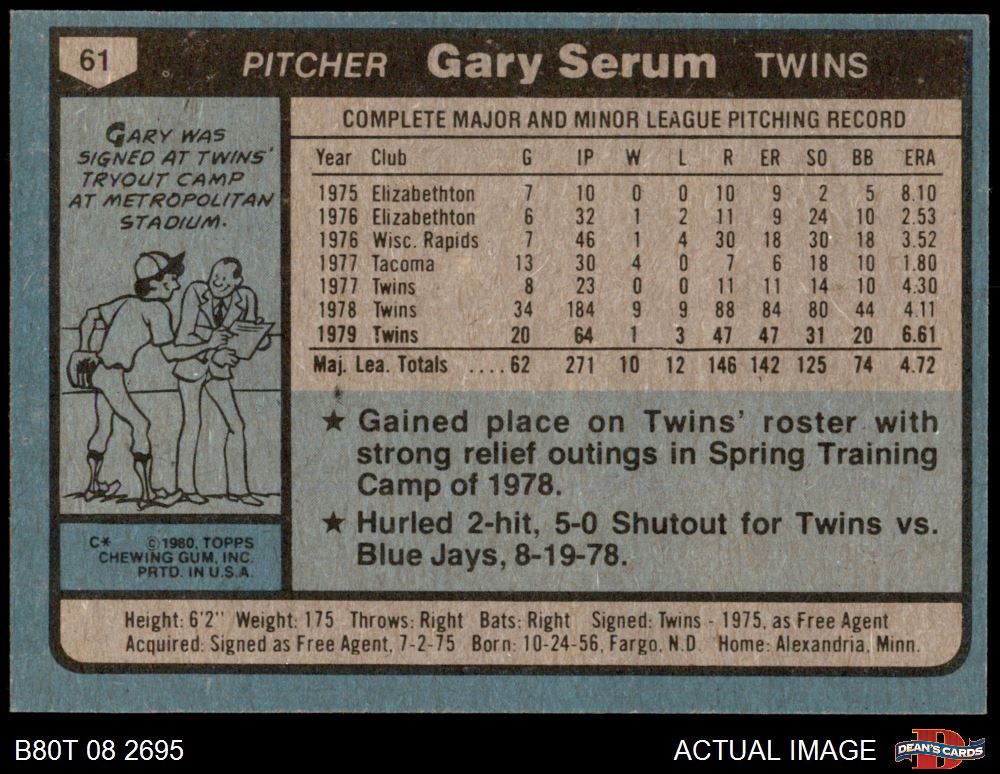 61 PITCHER Gary Serum TWINS
GARY WAS
SIGNED AT TWINS'
TRYOUT CAMP
AT METROPOLITAN
STADIUM.
C* ©1980, TOPPS
CHEWING GUM, INC.
PRTD. IN U.S.A.
COMPLETE MAJOR AND MINOR LEAGUE PITCHING RECORD
Year Club G IP W L R ER SO BB ERA
1975 Elizabethton 7 10 0 0 10 9 2 5 8.10
1976 Elizabethton 6 32 1 2 11 9 24 10 2.53
1976 Wisc. Rapids 7 46 1 4 30 18 30 18 3.52
1977 Tacoma 13 30 4 0 7 6 18 10 1.80
1977 Twins 8 23 0 0 11 11 14 10 4.30
1978 Twins 34 184 9 9 88 84 80 44 4.11
1979 Twins 20 64 1 3 47 47 31 20 6.61
Maj. Lea. Totals ....62 271 10 12 146 142 125 74 4.72
★ Gained place on Twins' roster with
strong relief outings in Spring Training
Camp of 1978.
★ Hurled 2-hit, 5-0 Shutout for Twins vs.
Blue Jays, 8-19-78.
Height: 6'2" Weight: 175 Throws: Right Bats: Right Signed: Twins - 1975, as Free Agent
Acquired: Signed as Free Agent, 7-2-75 Born: 10-24-56, Fargo, N.D. Home: Alexandria, Minn.
B80T 08 2695 ACTUAL IMAGE DEAN'S CARDS